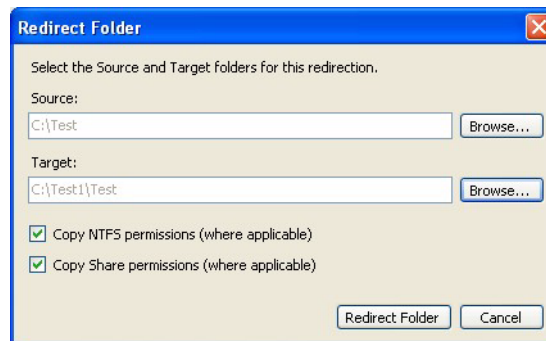 Redirect Folder
Select the Source and Target folders for this redirection.
Source:
C:\Test
Browse...
Target:
C:\Test1\Test
Browse...
Copy NTFS permissions (where applicable)
Copy Share permissions (where applicable)
Redirect Folder Cancel